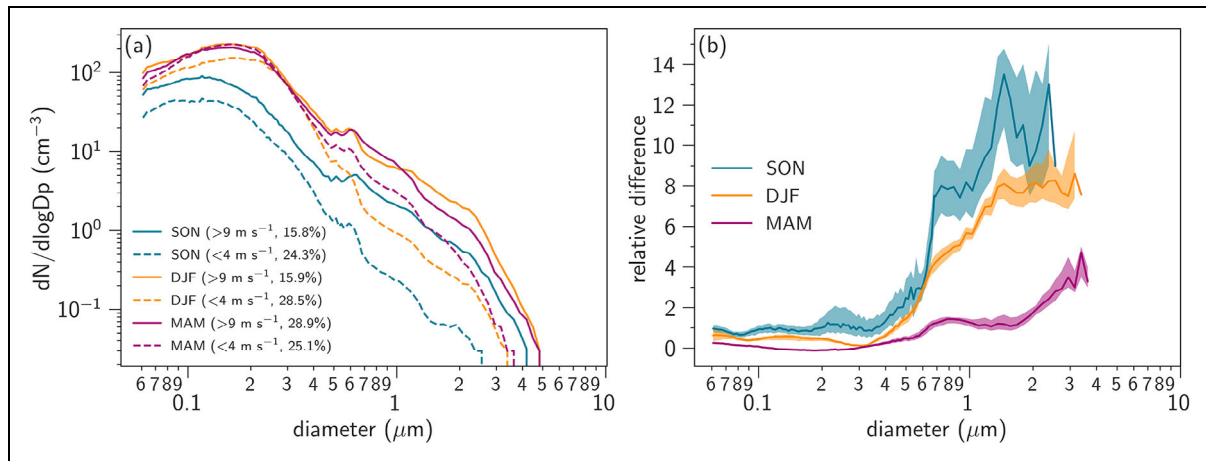 (a)
dN/dlogDp (cm⁻³)
10²
10¹
10⁰
10⁻¹
SON (>9 m s⁻¹, 15.8%)
SON (<4 m s⁻¹, 24.3%)
DJF (>9 m s⁻¹, 15.9%)
DJF (<4 m s⁻¹, 28.5%)
MAM (>9 m s⁻¹, 28.9%)
MAM (<4 m s⁻¹, 25.1%)
6 7 8 9 2 3 4 5 6 7 8 9 2 3 4 5 6 7 8 9
0.1 1 10
diameter (μm)
(b)
relative difference
14
12
10
8
6
4
2
0
SON
DJF
MAM
6 7 8 9 2 3 4 5 6 7 8 9 2 3 4 5 6 7 8 9
0.1 1 10
diameter (μm)